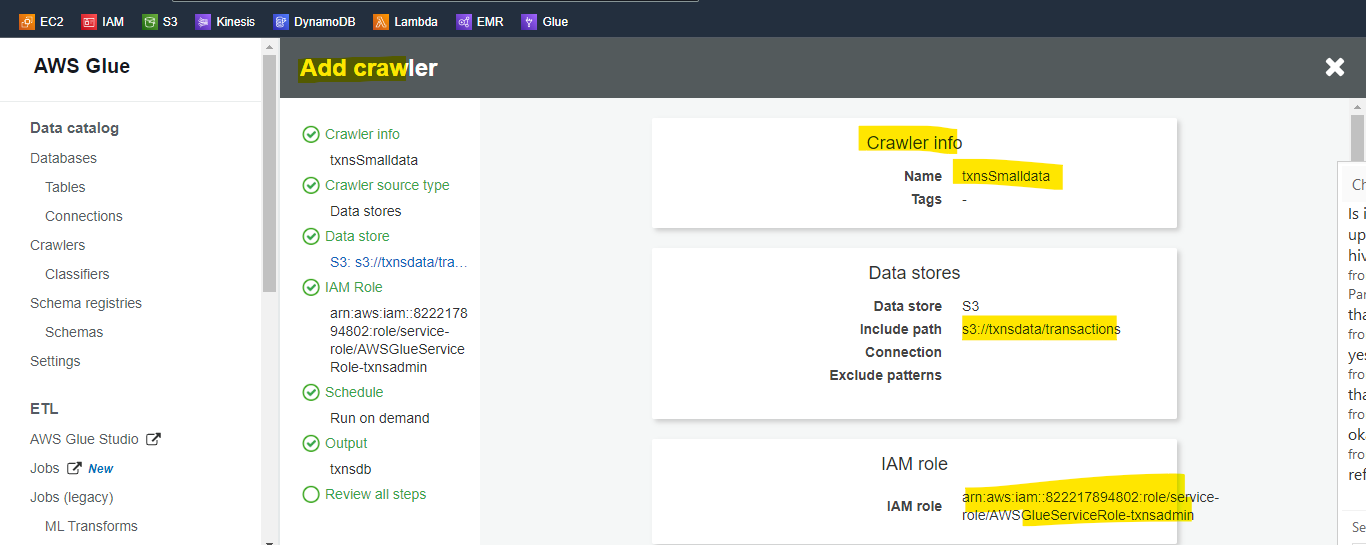 EC2 IAM S3 Kinesis DynamoDB Lambda EMR Glue
AWS Glue
Data catalog
Databases
Tables
Connections
Crawlers
Classifiers
Schema registries
Schemas
Settings
ETL
AWS Glue Studio
Jobs New
Jobs (legacy)
ML Transforms
Add crawler
Crawler info
txnsSmalldata
Crawler source type
Data stores
Data store
S3: s3://txnsdata/tra...
IAM Role
arn:aws:iam::8222178
94802:role/service-
role/AWSGlueService
Role-txnsadmin
Schedule
Run on demand
Output
txnsdb
Review all steps
Crawler info
Name txnsSmalldata
Tags -
Data stores
Data store S3
Include path s3://txnsdata/transactions
Connection
Exclude patterns
IAM role
IAM role arn:aws:iam::822217894802:role/service-
role/AWSGlueServiceRole-txnsadmin
Ch
Is i
up
hiv
fro
Par
tha
fro
yes
fro
tha
fro
oka
fro
ref
Se